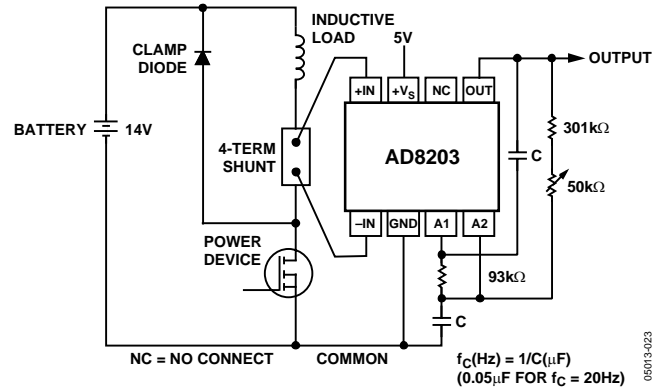 INDUCTIVE
LOAD
CLAMP
DIODE
5V
OUTPUT
+IN
+VS
NC
OUT
BATTERY
14V
4-TERM
SHUNT
AD8203
C
301kΩ
50kΩ
–IN
GND
A1
A2
POWER
DEVICE
93kΩ
C
NC = NO CONNECT
COMMON
fC(Hz) = 1/C(μF)
(0.05μF FOR fC = 20Hz)
05013-023